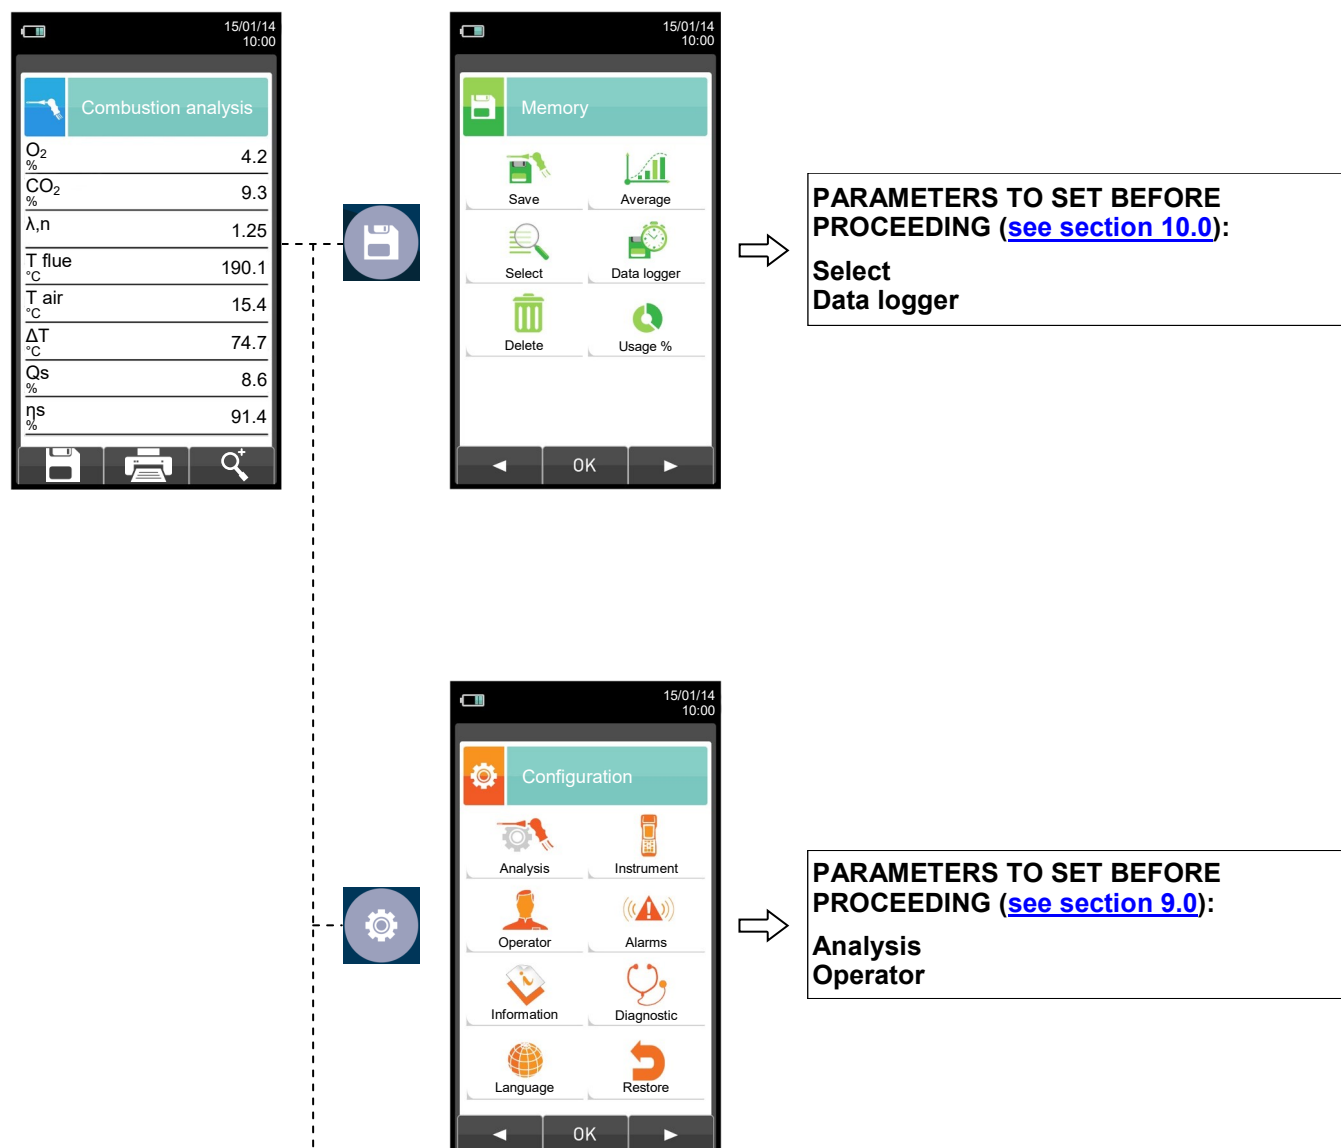 15/01/14
10:00
Combustion analysis
O2
%
4.2
CO2
%
9.3
λ,n
1.25
T flue
°C
190.1
T air
°C
15.4
ΔT
°C
74.7
Qs
%
8.6
ηs
%
91.4
15/01/14
10:00
Memory
Save
Average
Select
Data logger
Delete
Usage %
OK
PARAMETERS TO SET BEFORE
PROCEEDING (see section 10.0):
Select
Data logger
15/01/14
10:00
Configuration
Analysis
Instrument
Operator
Alarms
Information
Diagnostic
Language
Restore
OK
PARAMETERS TO SET BEFORE
PROCEEDING (see section 9.0):
Analysis
Operator